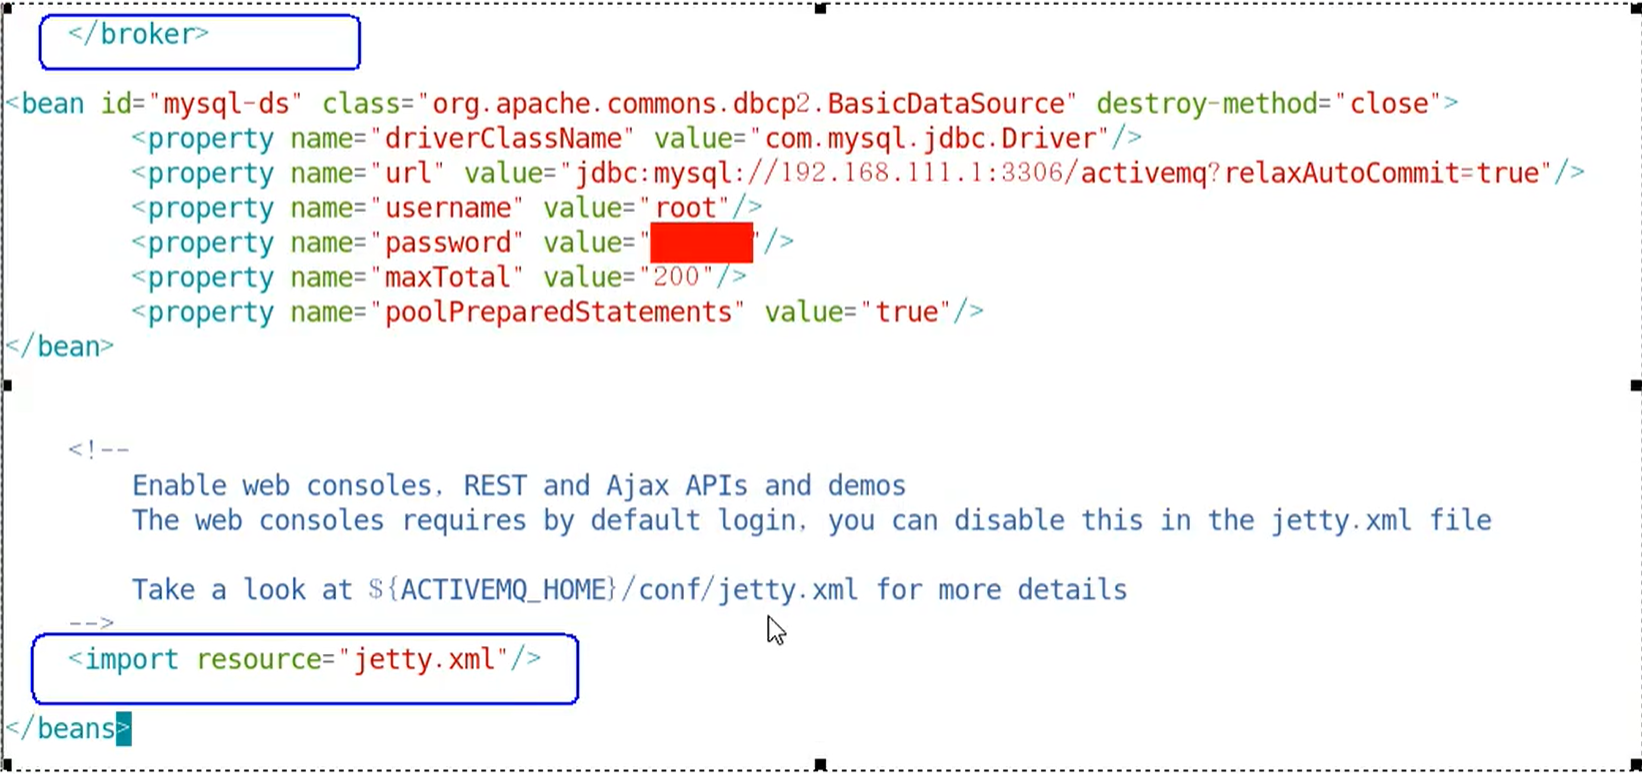 </broker>
<bean id="mysql-ds" class="org.apache.commons.dbcp2.BasicDataSource" destroy-method="close">
<property name="driverClassName" value="com.mysql.jdbc.Driver"/>
<property name="url" value="jdbc:mysql://192.168.111.1:3306/activemq?relaxAutoCommit=true"/>
<property name="username" value="root"/>
<property name="password" value=" "/>
<property name="maxTotal" value="200"/>
<property name="poolPreparedStatements" value="true"/>
</bean>
<!--
Enable web consoles, REST and Ajax APIs and demos
The web consoles requires by default login, you can disable this in the jetty.xml file
Take a look at ${ACTIVEMQ_HOME}/conf/jetty.xml for more details
-->
<import resource="jetty.xml"/>
</beans>